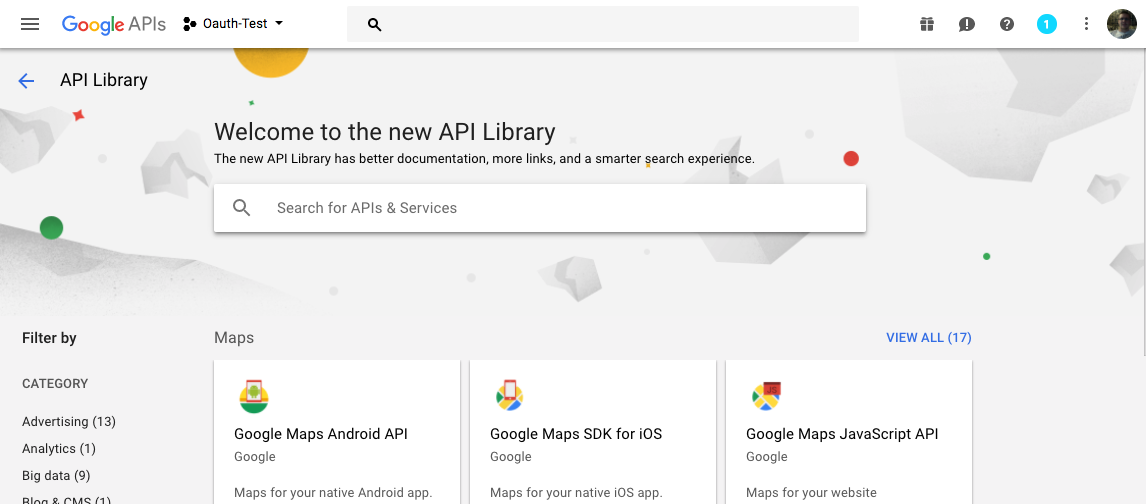 Google APIs
Oauth-Test
1
API Library
Welcome to the new API Library
The new API Library has better documentation, more links, and a smarter search experience.
Search for APIs & Services
Filter by
Maps
VIEW ALL (17)
CATEGORY
Advertising (13)
Analytics (1)
Big data (9)
Blog & CMS (1)
Google Maps Android API
Google
Maps for your native Android app.
Google Maps SDK for iOS
Google
Maps for your native iOS app.
JS
Google Maps JavaScript API
Google
Maps for your website